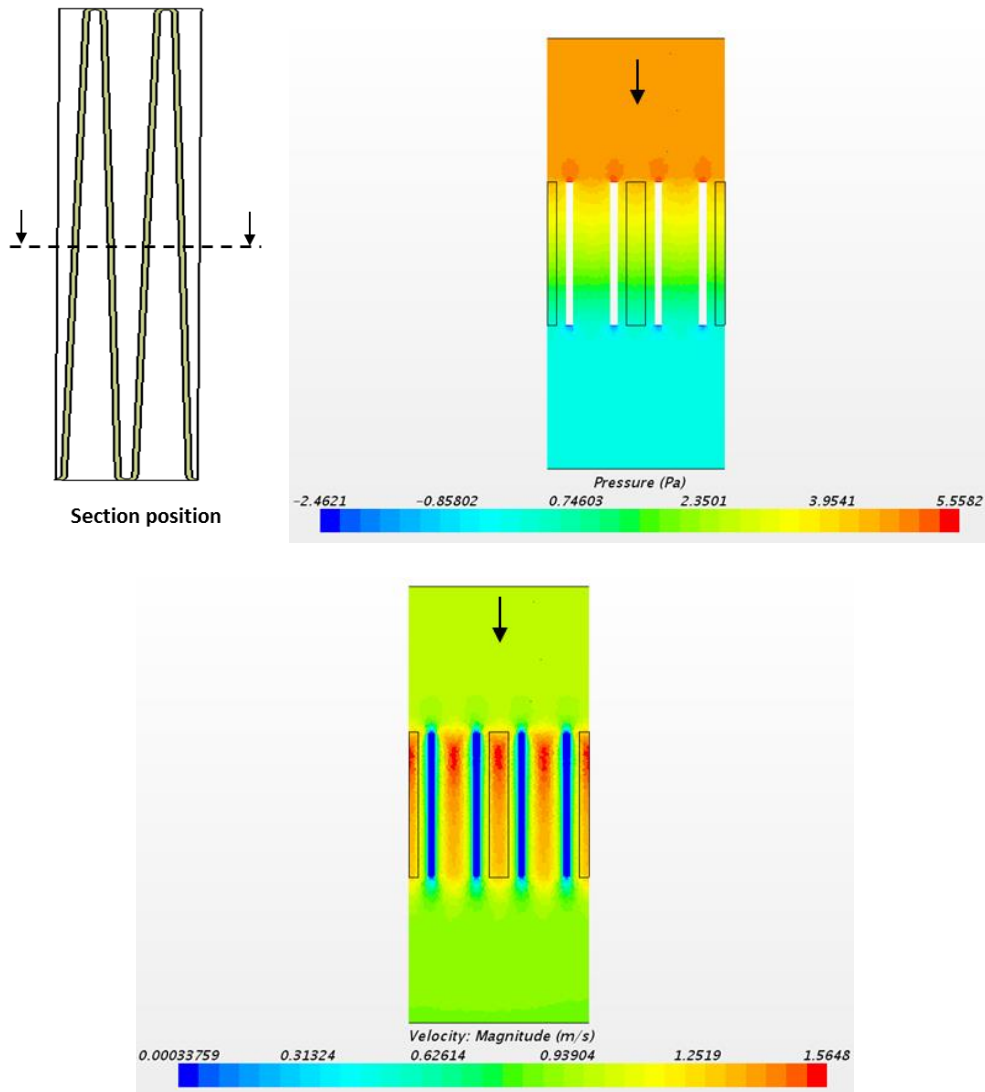 Section position
Pressure (Pa)
-2.4621 -0.85802 0.74603 2.3501 3.9541 5.5582
Velocity: Magnitude (m/s)
0.00033759 0.31324 0.62614 0.93904 1.2519 1.5648